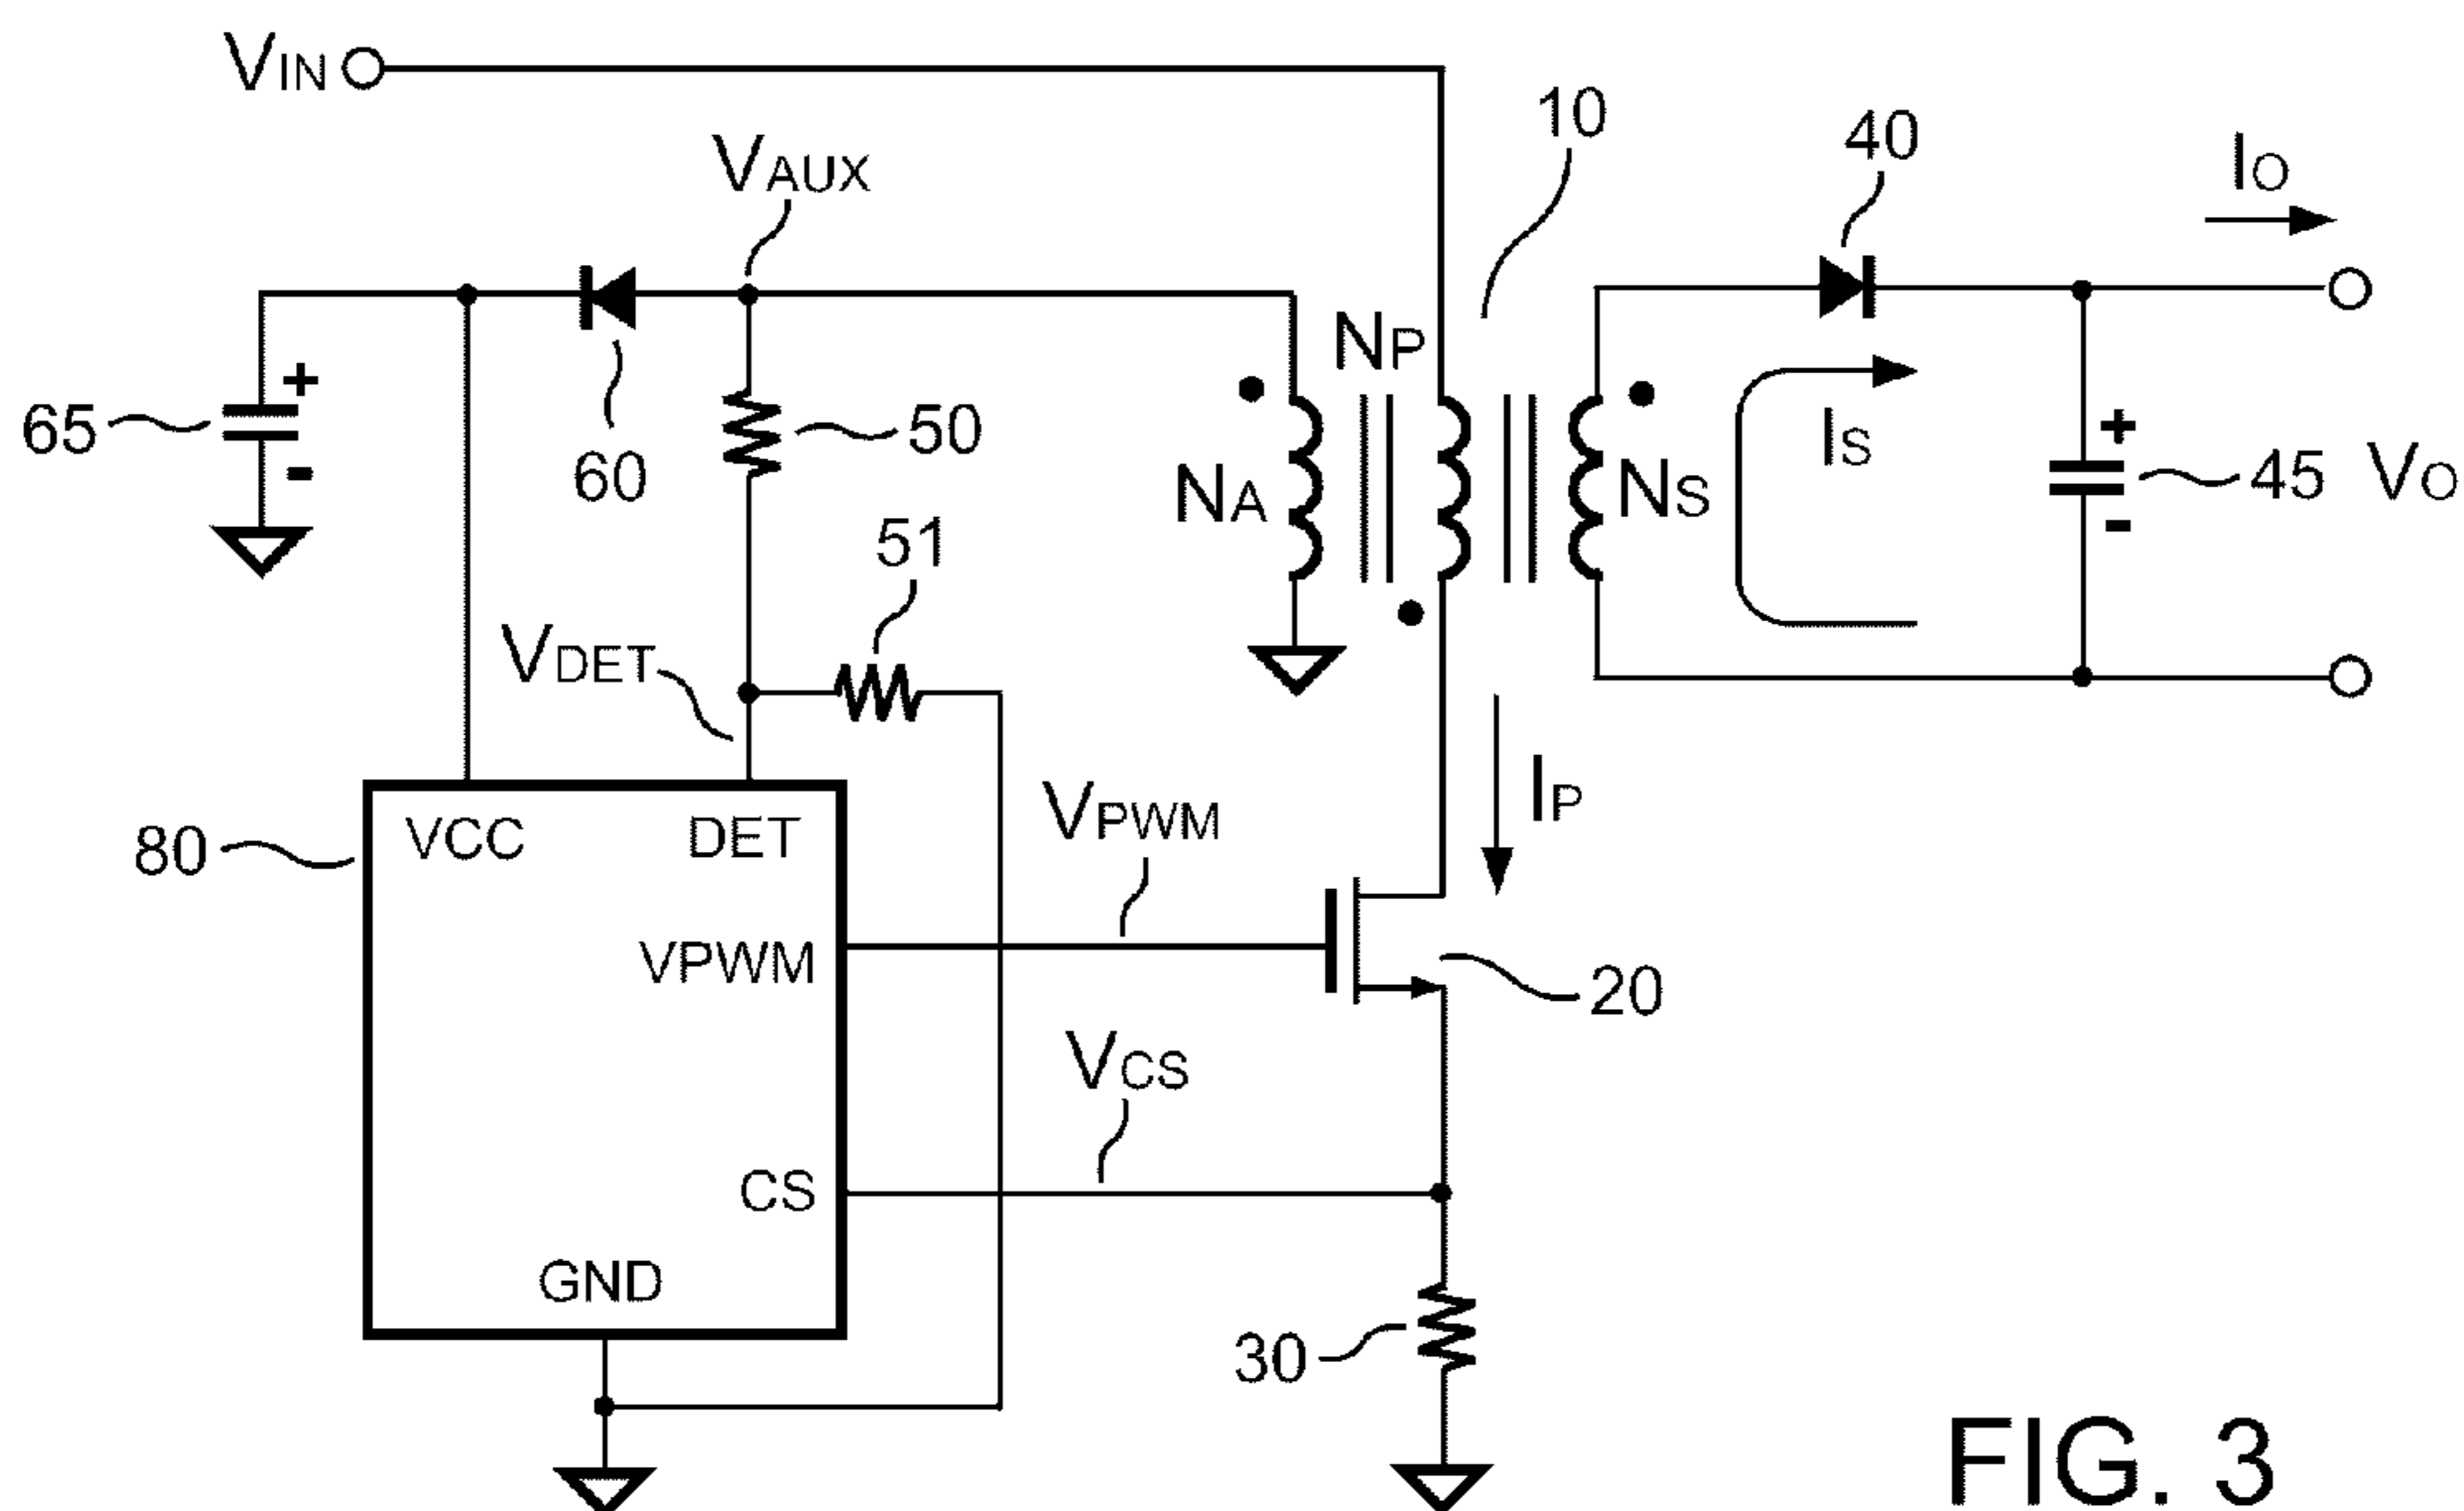 VIN
10
40
IO
VAUX
NP
65
+
-
60
50
NA
NS
IS
+
-
45
VO
51
VDET
IP
80
VCC
DET
VPWM
VPWM
20
VCS
CS
GND
30
FIG. 3